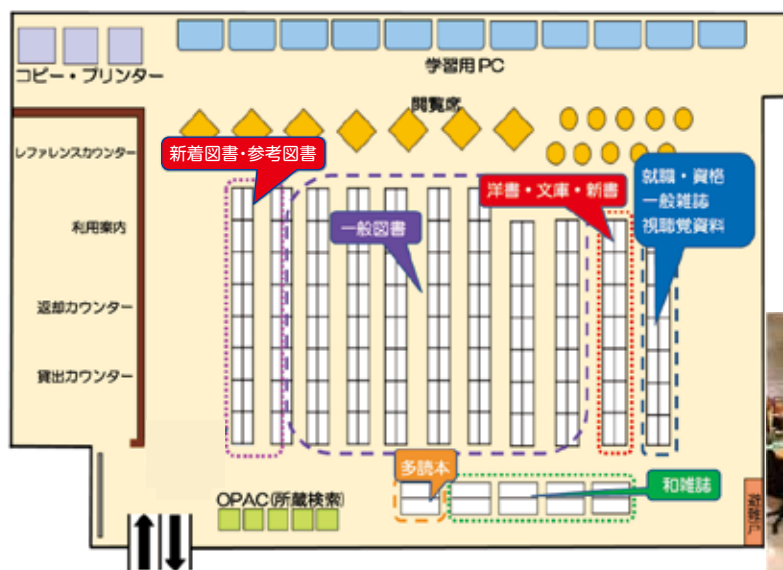 コピー・プリンター
学習用PC
閲覧席
レファレンスカウンター
新着図書・参考図書
洋書・文庫・新書
就職・資格
一般雑誌
視聴覚資料
利用案内
一般図書
返却カウンター
貸出カウンター
多読本
和雑誌
OPAC(所蔵検索)
避難戸